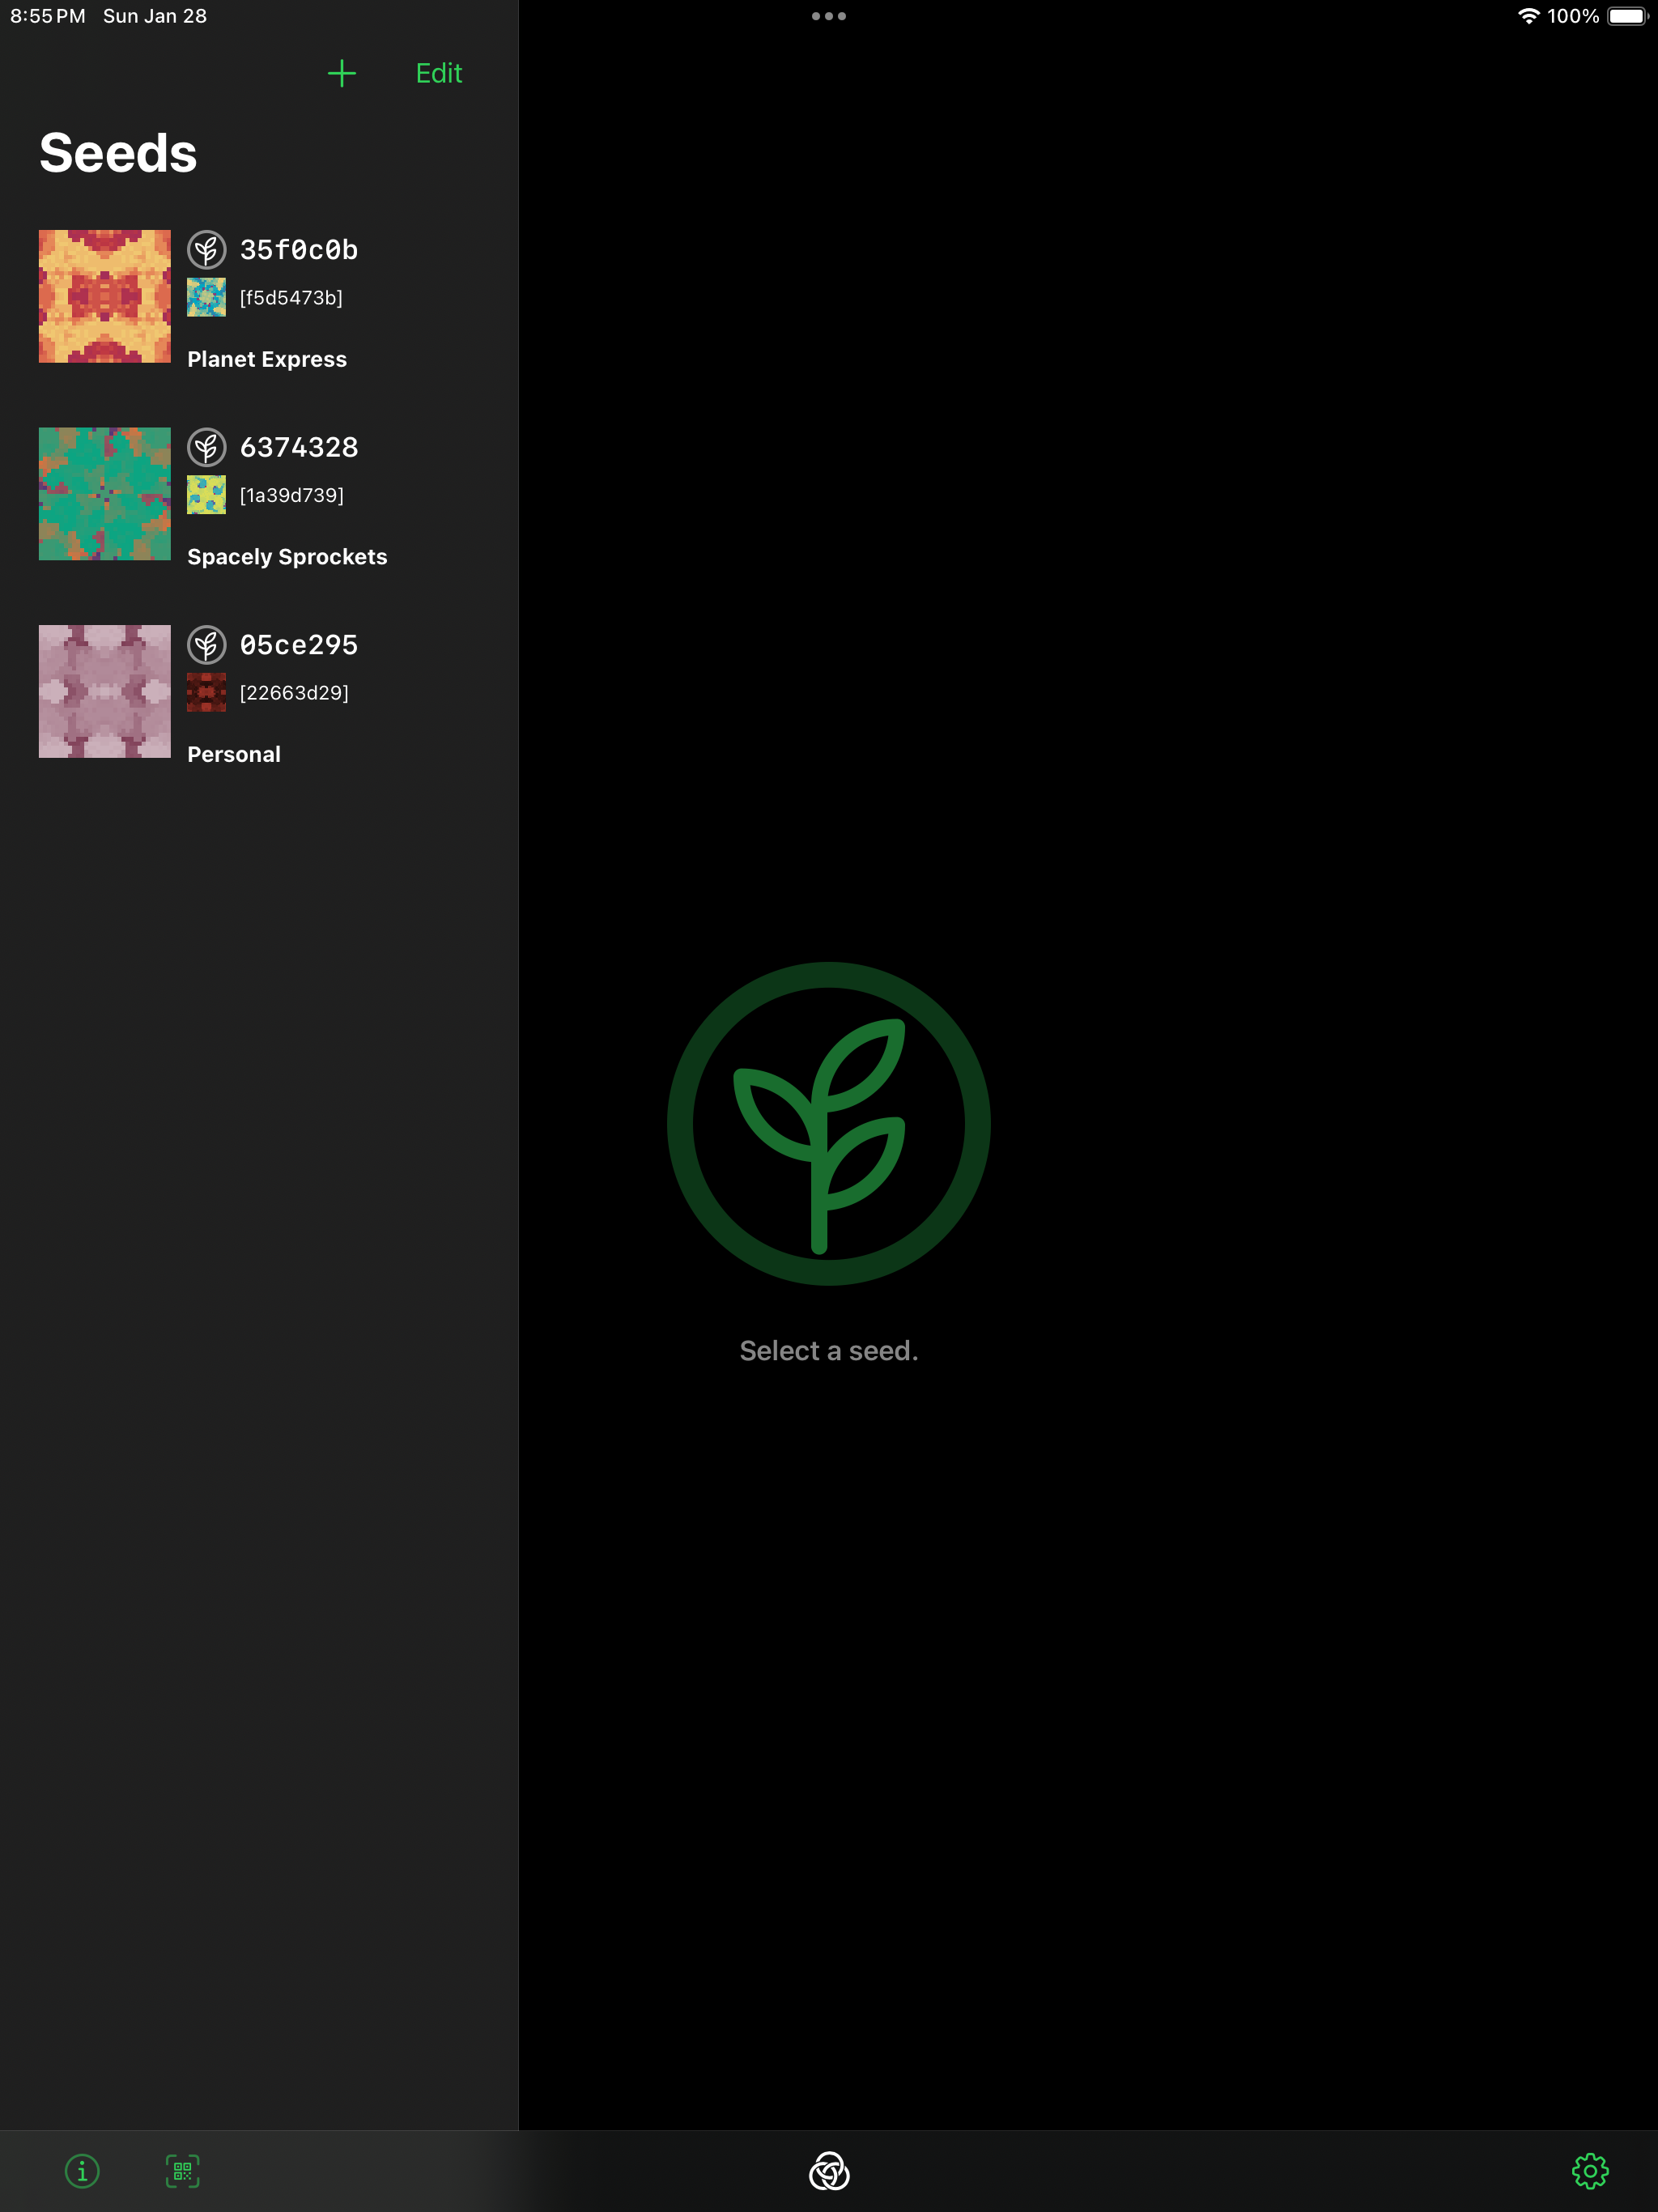 8:55 PM Sun Jan 28
100%
Edit
Seeds
35f0c0b
[f5d5473b]
Planet Express
6374328
[1a39d739]
Spacely Sprockets
05ce295
[22663d29]
Personal
Select a seed.